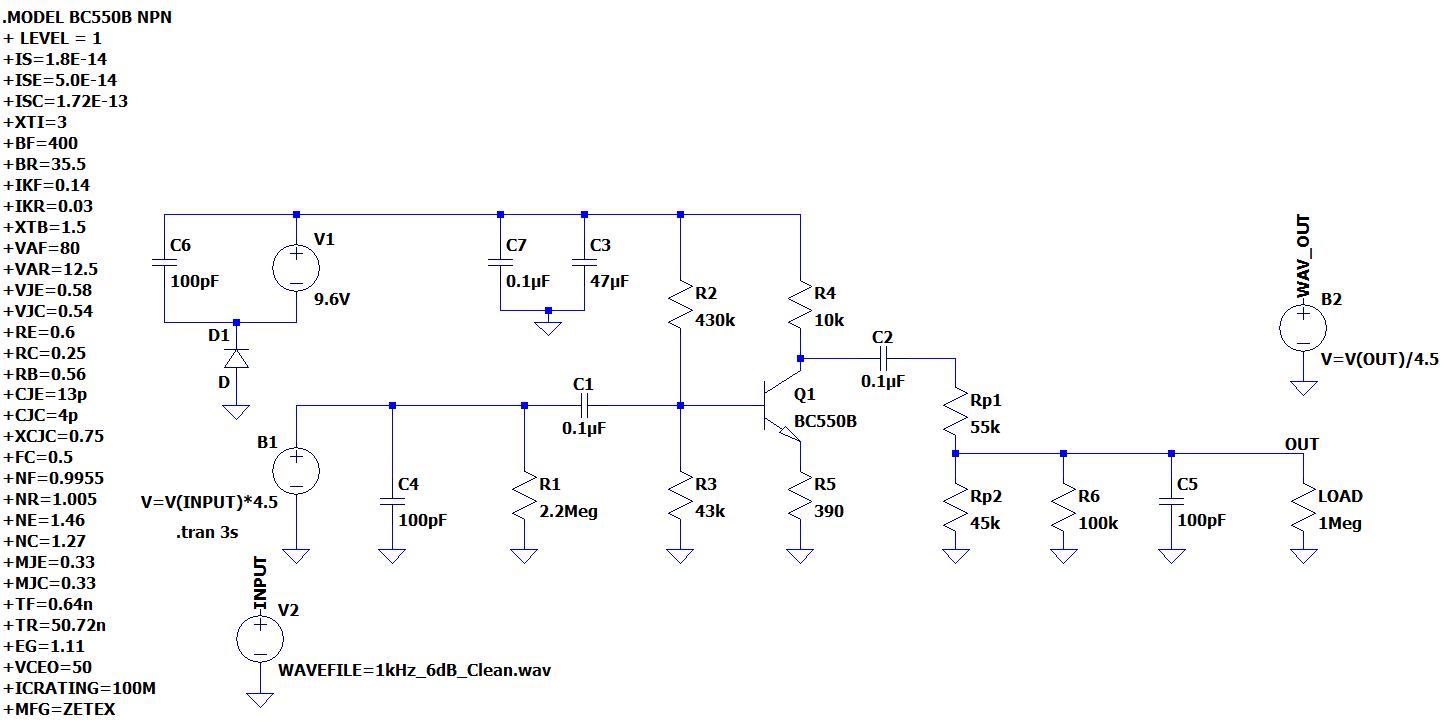 .MODEL BC550B NPN
+ LEVEL = 1
+IS=1.8E-14
+ISE=5.0E-14
+ISC=1.72E-13
+XTI=3
+BF=400
+BR=35.5
+IKF=0.14
+IKR=0.03
+XTB=1.5
+VAF=80
+VAR=12.5
+VJE=0.58
+VJC=0.54
+RE=0.6
+RC=0.25
+RB=0.56
+CJE=13p
+CJC=4p
+XCJC=0.75
+FC=0.5
+NF=0.9955
+NR=1.005
+NE=1.46
+NC=1.27
+MJE=0.33
+MJC=0.33
+TF=0.64n
+TR=50.72n
+EG=1.11
+VCEO=50
+ICRATING=100M
+MFG=ZETEX
C6
100pF
V1
9.6V
D1
D
C7
0.1µF
C3
47µF
R2
430k
R4
10k
C2
0.1µF
Q1
BC550B
C1
0.1µF
B1
V=V(INPUT)*4.5
.tran 3s
C4
100pF
R1
2.2Meg
R3
43k
R5
390
Rp1
55k
Rp2
45k
R6
100k
C5
100pF
OUT
LOAD
1Meg
WAV_OUT
B2
V=V(OUT)/4.5
INPUT
V2
WAVEFILE=1kHz_6dB_Clean.wav